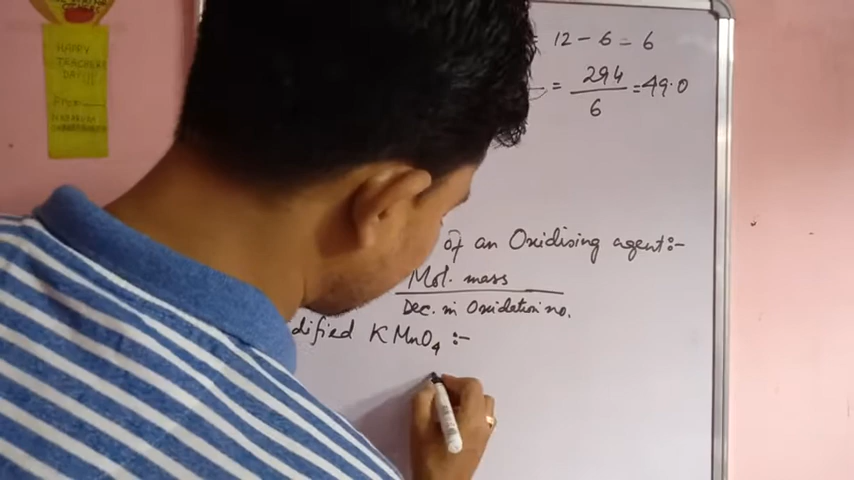 HAPPY
TEACHERS
DAY
From:-
= 12 - 6 = 6
= 294/6 = 49.0
of an Oxidising agent:-
Mol. mass
Dec. in Oxidation no.
dified KMnO₄ :-